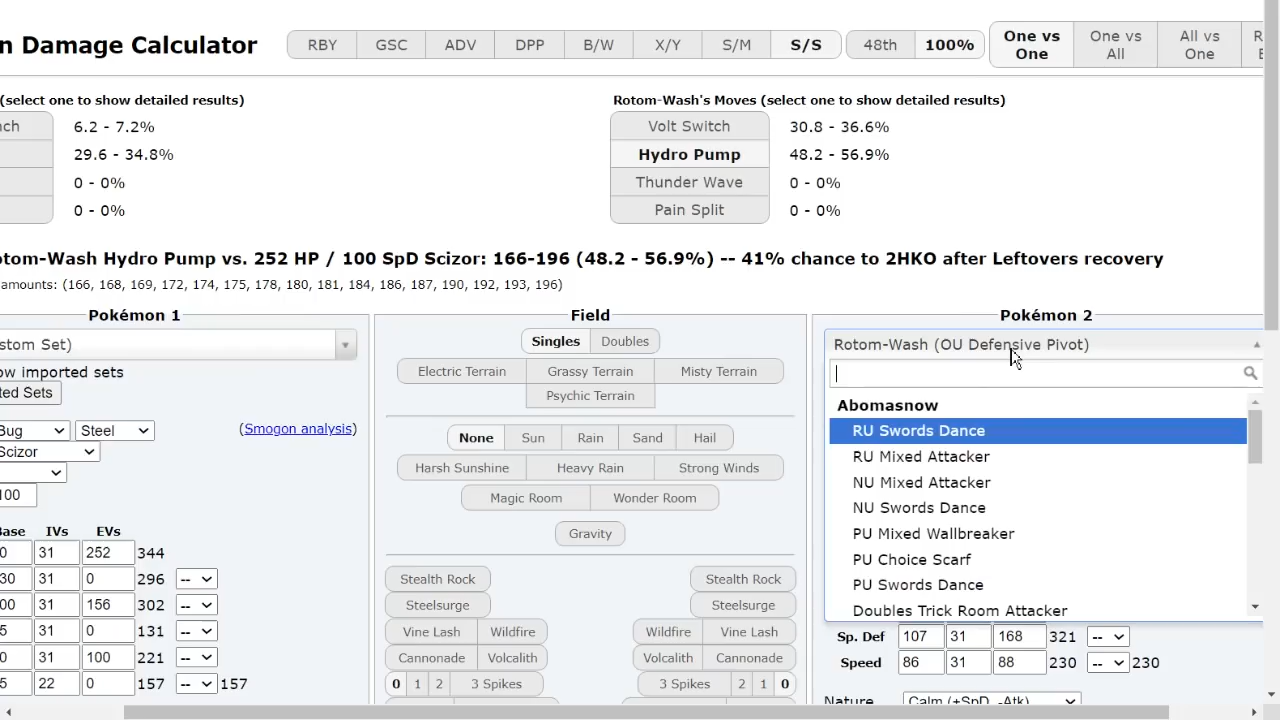 n Damage Calculator
RBY GSC ADV DPP B/W X/Y S/M S/S
48th 100%
One vs One
One vs All
All vs One
(select one to show detailed results)
nch 6.2 - 7.2%
29.6 - 34.8%
0 - 0%
0 - 0%
Rotom-Wash's Moves (select one to show detailed results)
Volt Switch 30.8 - 36.6%
Hydro Pump 48.2 - 56.9%
Thunder Wave 0 - 0%
Pain Split 0 - 0%
otom-Wash Hydro Pump vs. 252 HP / 100 SpD Scizor: 166-196 (48.2 - 56.9%) -- 41% chance to 2HKO after Leftovers recovery
amounts: (166, 168, 169, 172, 174, 175, 178, 180, 181, 184, 186, 187, 190, 192, 193, 196)
Pokémon 1
stom Set)
ow imported sets
ted Sets
Bug Steel (Smogon analysis)
Scizor
100
Base IVs EVs
0 31 252 344
30 31 0 296 --
00 31 156 302 --
5 31 0 131 --
0 31 100 221 --
5 22 0 157 -- 157
Field
Singles Doubles
Electric Terrain Grassy Terrain Misty Terrain
Psychic Terrain
None Sun Rain Sand Hail
Harsh Sunshine Heavy Rain Strong Winds
Magic Room Wonder Room
Gravity
Stealth Rock Stealth Rock
Steelsurge Steelsurge
Vine Lash Wildfire Wildfire Vine Lash
Cannonade Volcalith Volcalith Cannonade
0 1 2 3 Spikes 3 Spikes 2 1 0
Pokémon 2
Rotom-Wash (OU Defensive Pivot)
Abomasnow
RU Swords Dance
RU Mixed Attacker
NU Mixed Attacker
NU Swords Dance
PU Mixed Wallbreaker
PU Choice Scarf
PU Swords Dance
Doubles Trick Room Attacker
Sp. Def 107 31 168 321 --
Speed 86 31 88 230 -- 230
Nature Calm (+SpD, -Atk)